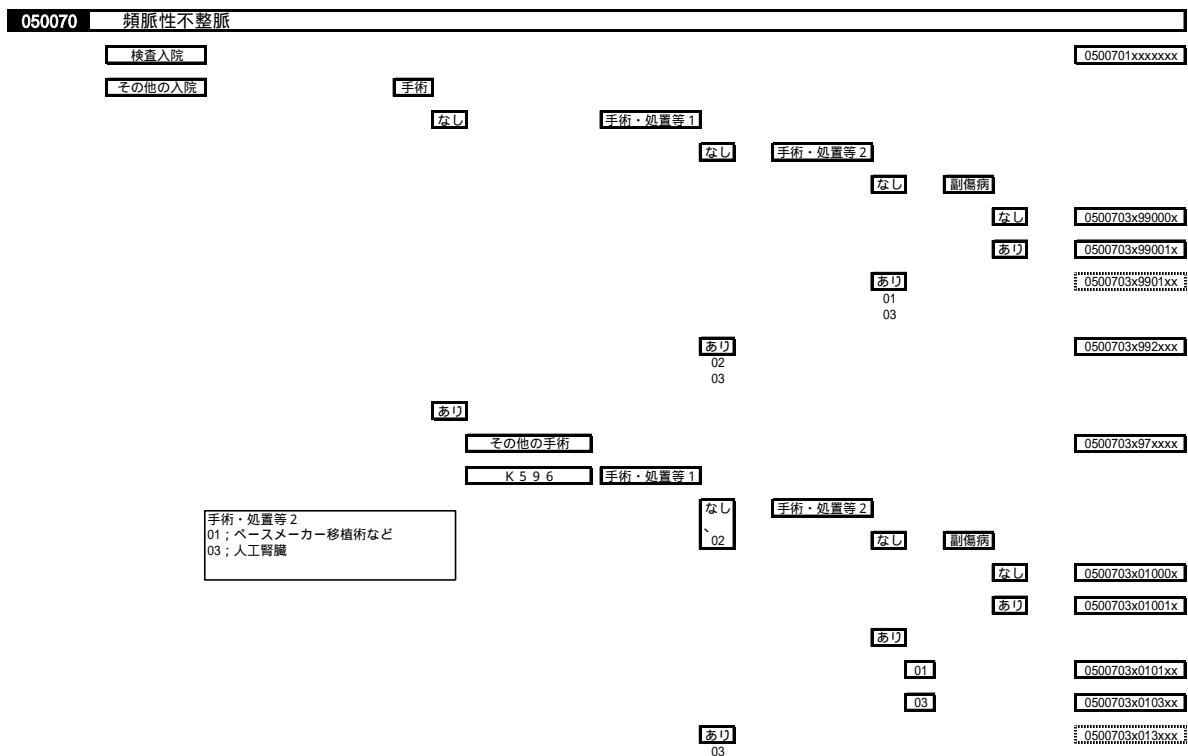 050070 頻脈性不整脈
検査入院 0500701xxxxxxx
その他の入院 手術
なし 手術・処置等1
なし 手術・処置等2
なし 副傷病
なし 0500703x99000x
あり 0500703x99001x
あり 0500703x9901xx
01
03
あり 0500703x992xxx
02
03
あり
その他の手術 0500703x97xxxx
K596 手術・処置等1
なし 手術・処置等2
、
02 なし 副傷病
手術・処置等2
01;ペースメーカー移植術など
03;人工腎臓
なし 0500703x01000x
あり 0500703x01001x
あり
01 0500703x0101xx
03 0500703x0103xx
あり 0500703x013xxx
03